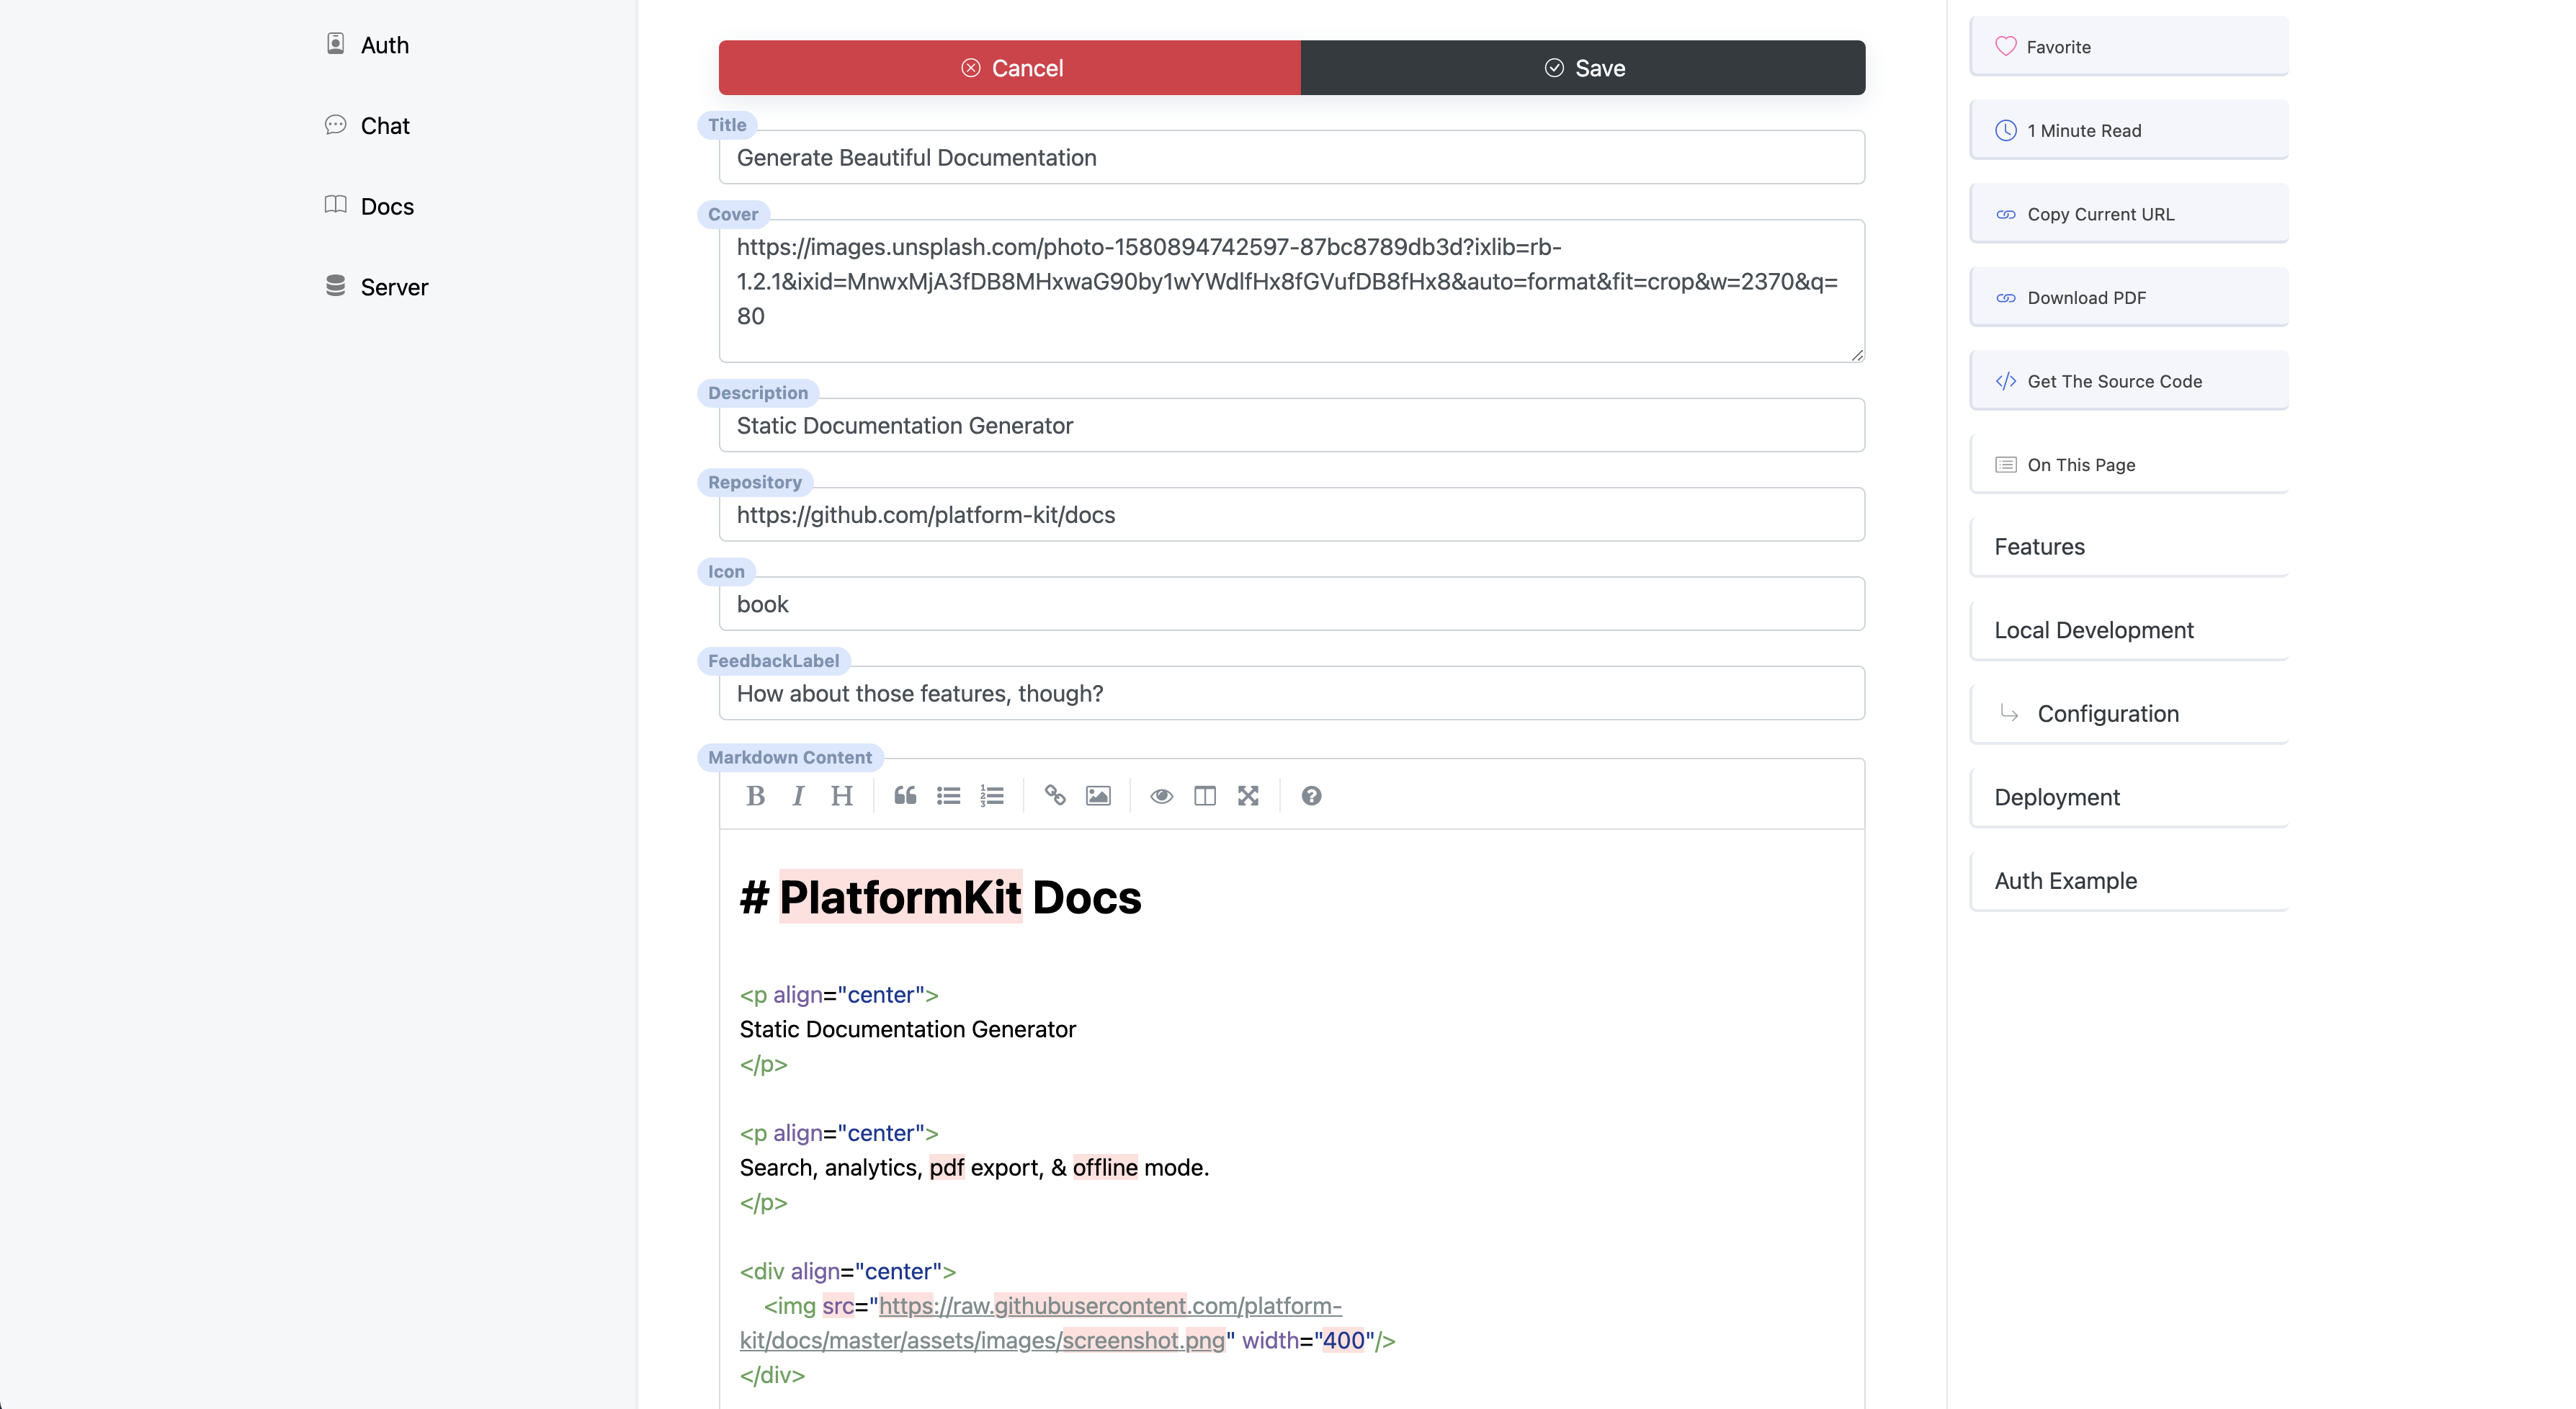 Auth
Chat
Docs
Server
Cancel
Save
Title
Generate Beautiful Documentation
Cover
https://images.unsplash.com/photo-1580894742597-87bc8789db3d?ixlib=rb-
1.2.1&ixid=MnwxMjA3fDB8MHxwaG90by1wYWdlfHx8fGVufDB8fHx8&auto=format&fit=crop&w=2370&q=
80
Description
Static Documentation Generator
Repository
https://github.com/platform-kit/docs
Icon
book
FeedbackLabel
How about those features, though?
Markdown Content
B I H
# PlatformKit Docs
<p align="center">
Static Documentation Generator
</p>
<p align="center">
Search, analytics, pdf export, & offline mode.
</p>
<div align="center">
<img src="https://raw.githubusercontent.com/platform-
kit/docs/master/assets/images/screenshot.png" width="400"/>
</div>
Favorite
1 Minute Read
Copy Current URL
Download PDF
Get The Source Code
On This Page
Features
Local Development
Configuration
Deployment
Auth Example